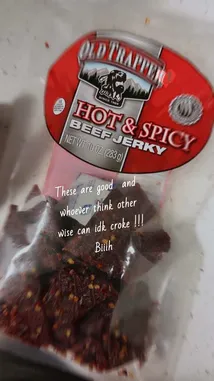 OLD TRAPPER
HOT & SPICY
BEEF JERKY
These are good and
whoever think other
wise can idk croke !!!
Biiih